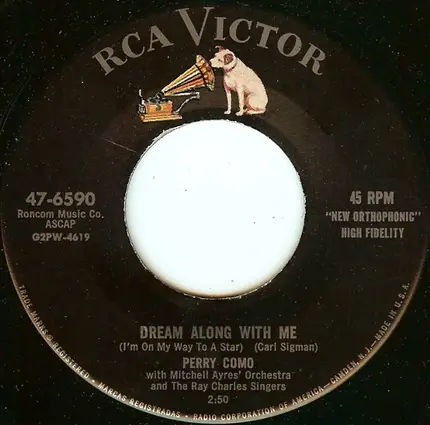 RCA VICTOR
47-6590
Roncom Music Co.
ASCAP
G2PW-4619
45 RPM
"NEW ORTHOPHONIC"
HIGH FIDELITY
DREAM ALONG WITH ME
(I'm On My Way To A Star) (Carl Sigman)
PERRY COMO
with Mitchell Ayres' Orchestra
and The Ray Charles Singers
2:50
TRADE MARKS ® REGISTERED • MARCAS REGISTRADAS • RADIO CORPORATION OF AMERICA—CAMDEN, N.J.—MADE IN U.S.A.